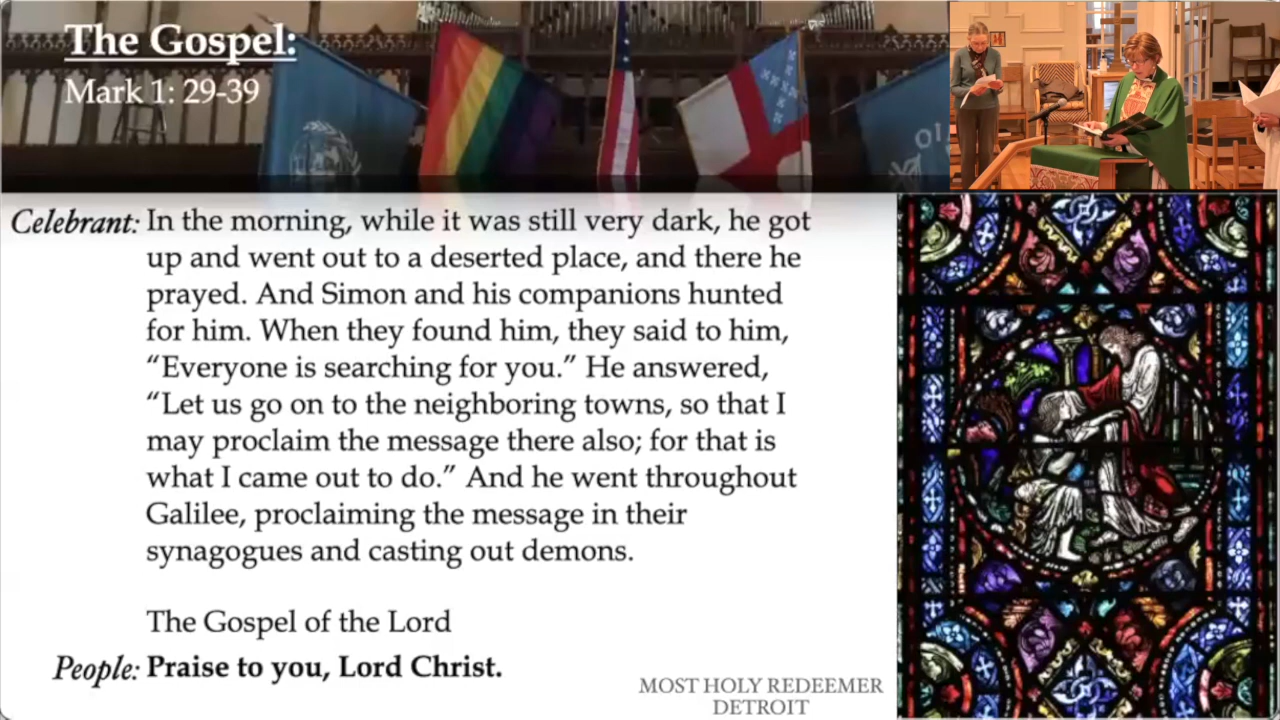 The Gospel:
Mark 1: 29-39
Celebrant: In the morning, while it was still very dark, he got
up and went out to a deserted place, and there he
prayed. And Simon and his companions hunted
for him. When they found him, they said to him,
“Everyone is searching for you.” He answered,
“Let us go on to the neighboring towns, so that I
may proclaim the message there also; for that is
what I came out to do.” And he went throughout
Galilee, proclaiming the message in their
synagogues and casting out demons.
The Gospel of the Lord
People: Praise to you, Lord Christ.
MOST HOLY REDEEMER
DETROIT